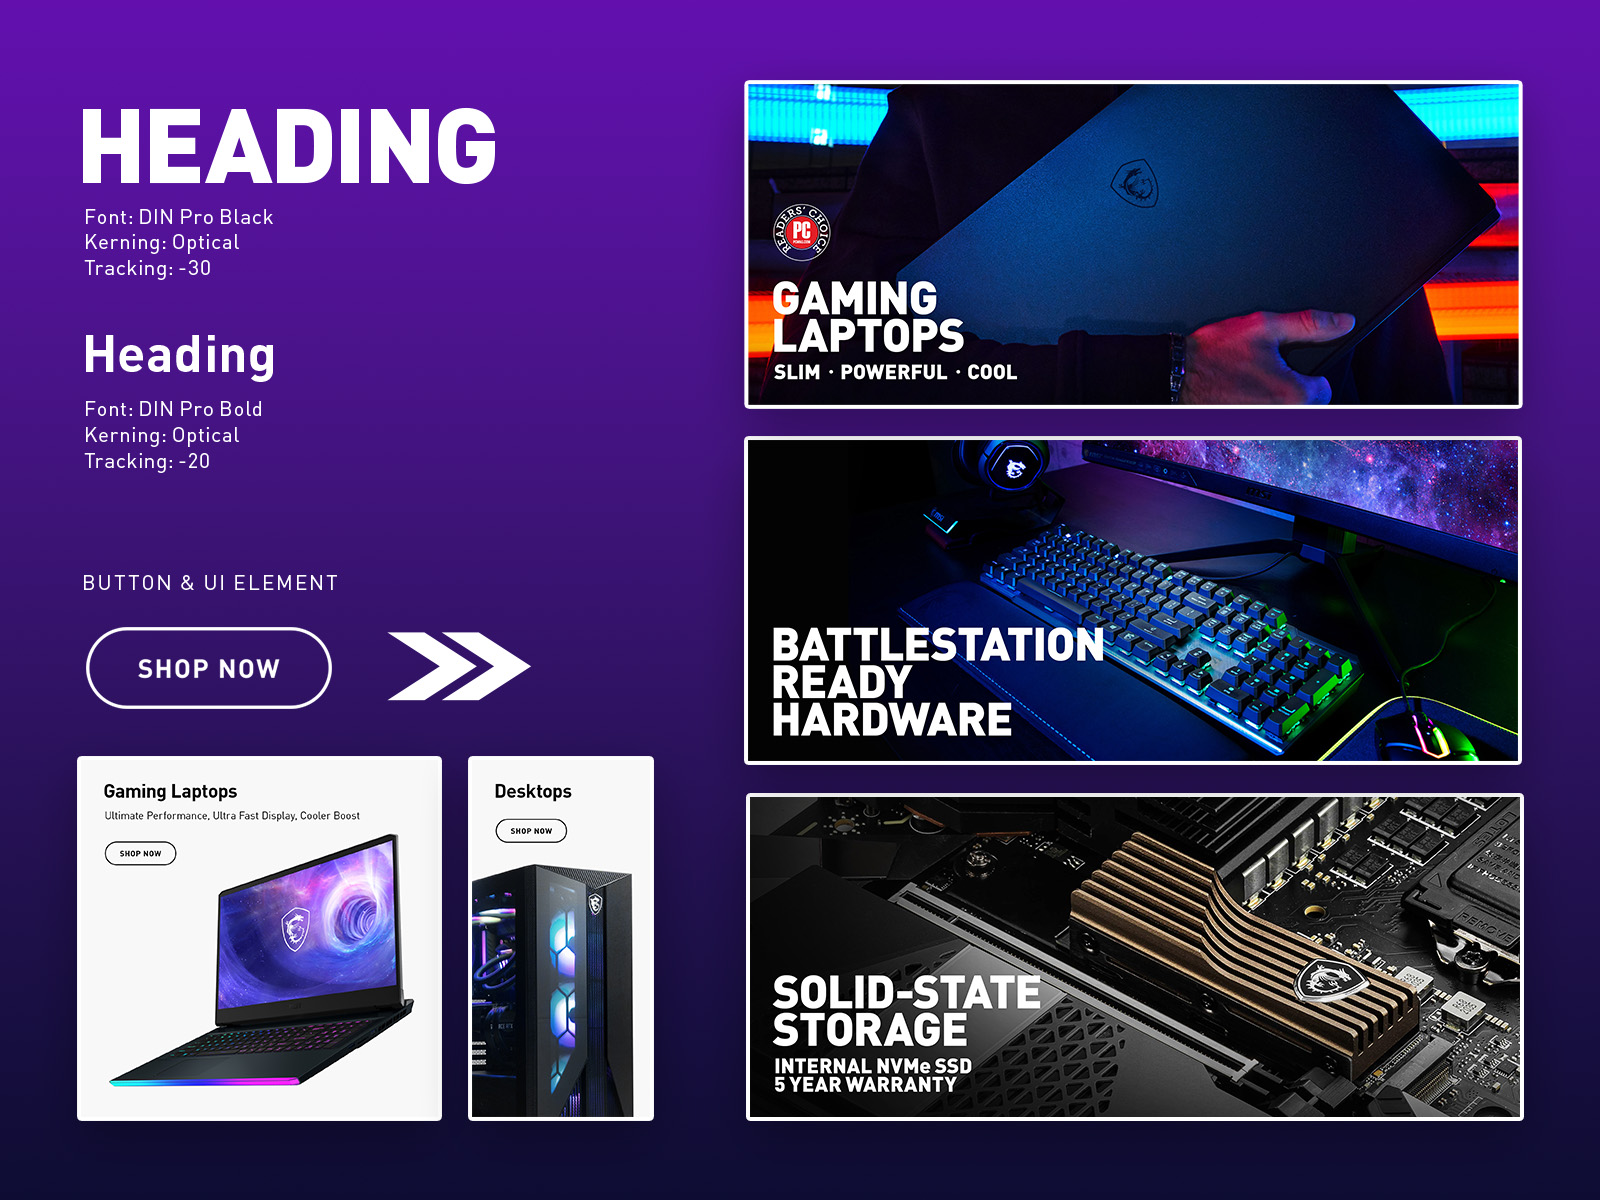 HEADING
Font: DIN Pro Black
Kerning: Optical
Tracking: -30
Heading
Font: DIN Pro Bold
Kerning: Optical
Tracking: -20
BUTTON & UI ELEMENT
SHOP NOW
Gaming Laptops
Ultimate Performance, Ultra Fast Display, Cooler Boost
SHOP NOW
Desktops
SHOP NOW
READERS' CHOICE
PC
GAMING
LAPTOPS
SLIM · POWERFUL · COOL
BATTLESTATION
READY
HARDWARE
SOLID-STATE
STORAGE
INTERNAL NVMe SSD
5 YEAR WARRANTY
REMOVE